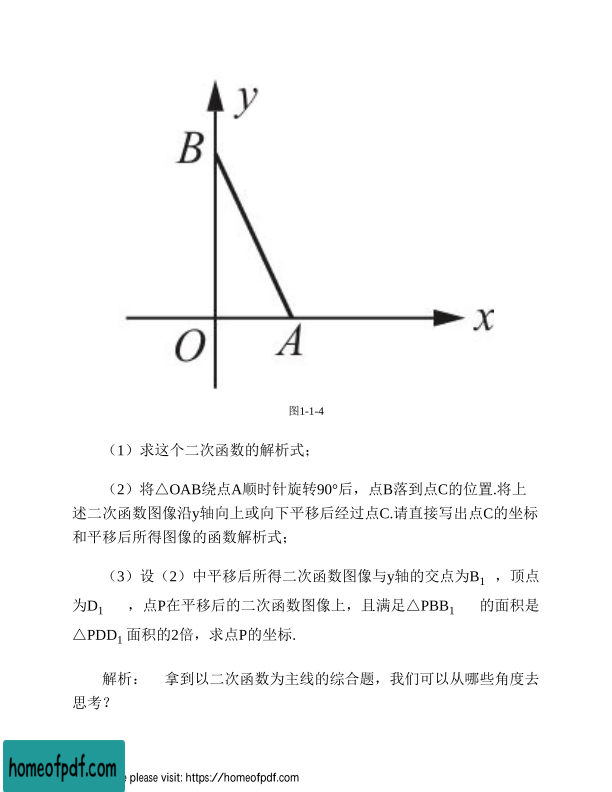 y
B
x
O
A
图1-1-4
（1）求这个二次函数的解析式；
（2）将△OAB绕点A顺时针旋转90°后，点B落到点C的位置.将上
述二次函数图像沿y轴向上或向下平移后经过点C.请直接写出点C的坐标
和平移后所得图像的函数解析式；
（3）设（2）中平移后所得二次函数图像与y轴的交点为B1 ，顶点
为D1 ，点P在平移后的二次函数图像上，且满足△PBB1 的面积是
△PDD1 面积的2倍，求点P的坐标.
解析： 拿到以二次函数为主线的综合题，我们可以从哪些角度去
思考？
homeofpdf.com
e please visit: https://homeofpdf.com